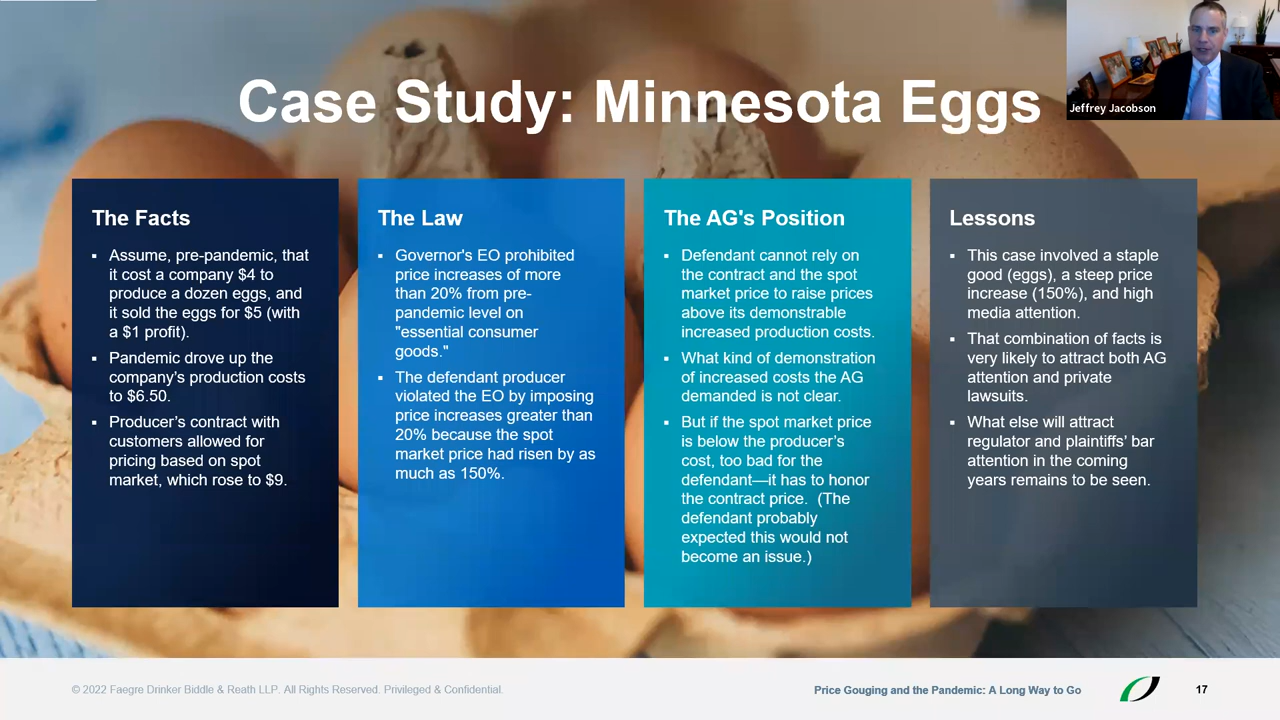 Case Study: Minnesota Eggs
Jeffrey Jacobson
The Facts
▪ Assume, pre-pandemic, that
it cost a company $4 to
produce a dozen eggs, and
it sold the eggs for $5 (with
a $1 profit).
▪ Pandemic drove up the
company's production costs
to $6.50.
▪ Producer's contract with
customers allowed for
pricing based on spot
market, which rose to $9.
The Law
▪ Governor's EO prohibited
price increases of more
than 20% from pre-
pandemic level on
"essential consumer
goods."
▪ The defendant producer
violated the EO by imposing
price increases greater than
20% because the spot
market price had risen by as
much as 150%.
The AG's Position
▪ Defendant cannot rely on
the contract and the spot
market price to raise prices
above its demonstrable
increased production costs.
▪ What kind of demonstration
of increased costs the AG
demanded is not clear.
▪ But if the spot market price
is below the producer's
cost, too bad for the
defendant—it has to honor
the contract price.  (The
defendant probably
expected this would not
become an issue.)
Lessons
▪ This case involved a staple
good (eggs), a steep price
increase (150%), and high
media attention.
▪ That combination of facts is
very likely to attract both AG
attention and private
lawsuits.
▪ What else will attract
regulator and plaintiffs' bar
attention in the coming
years remains to be seen.
© 2022 Faegre Drinker Biddle & Reath LLP. All Rights Reserved. Privileged & Confidential.
Price Gouging and the Pandemic: A Long Way to Go
17